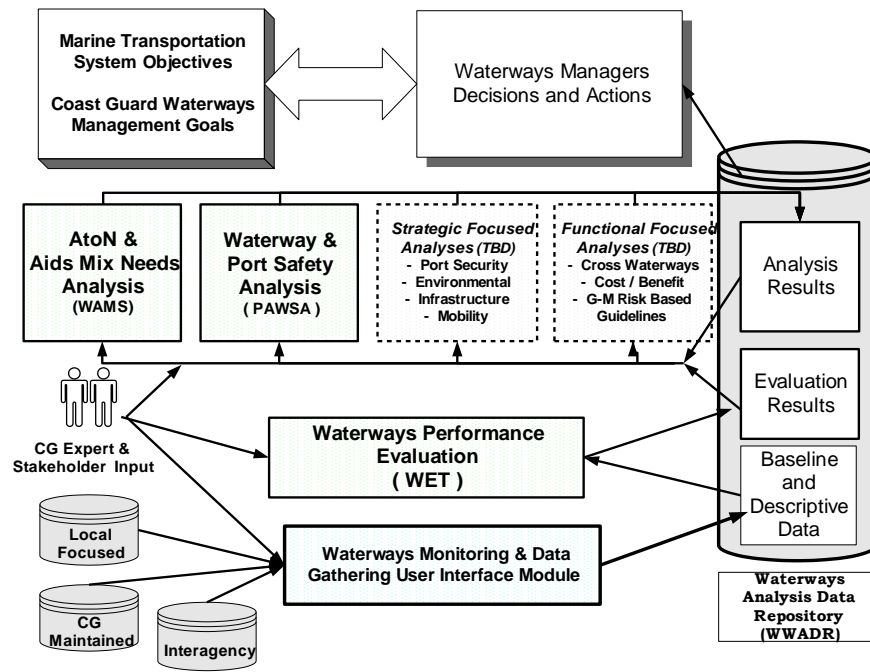 Marine Transportation
System Objectives
Coast Guard Waterways
Management Goals
Waterways Managers
Decisions and Actions
AtoN &
Aids Mix Needs
Analysis
(WAMS)
Waterway &
Port Safety
Analysis
( PAWSA )
Strategic Focused
Analyses (TBD)
- Port Security
- Environmental
- Infrastructure
- Mobility
Functional Focused
Analyses (TBD)
- Cross Waterways
- Cost / Benefit
- G-M Risk Based
Guidelines
Analysis
Results
Evaluation
Results
Baseline
and
Descriptive
Data
CG Expert &
Stakeholder Input
Waterways Performance
Evaluation
( WET )
Local
Focused
CG
Maintained
Interagency
Waterways Monitoring & Data
Gathering User Interface Module
Waterways
Analysis Data
Repository
(WWADR)